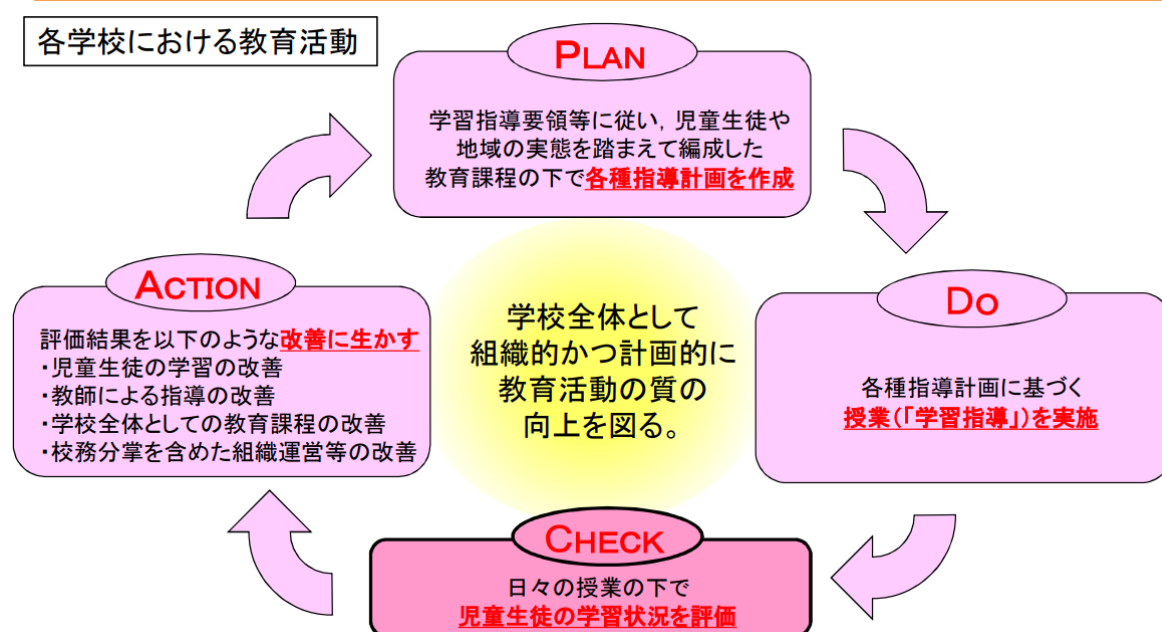 各学校における教育活動
PLAN
学習指導要領等に従い，児童生徒や
地域の実態を踏まえて編成した
教育課程の下で各種指導計画を作成
ACTION
評価結果を以下のような改善に生かす
・児童生徒の学習の改善
・教師による指導の改善
・学校全体としての教育課程の改善
・校務分掌を含めた組織運営等の改善
学校全体として
組織的かつ計画的に
教育活動の質の
向上を図る。
DO
各種指導計画に基づく
授業（「学習指導」）を実施
CHECK
日々の授業の下で
児童生徒の学習状況を評価